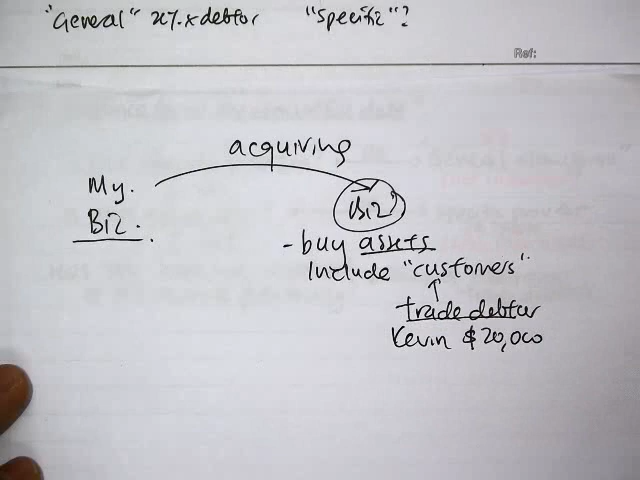 "General" x% x debtor "Specific"?
Ref:
acquiring
My.
Biz.
Biz
- buy assets
include "customers"
↑
trade debtor
Kevin $20,000